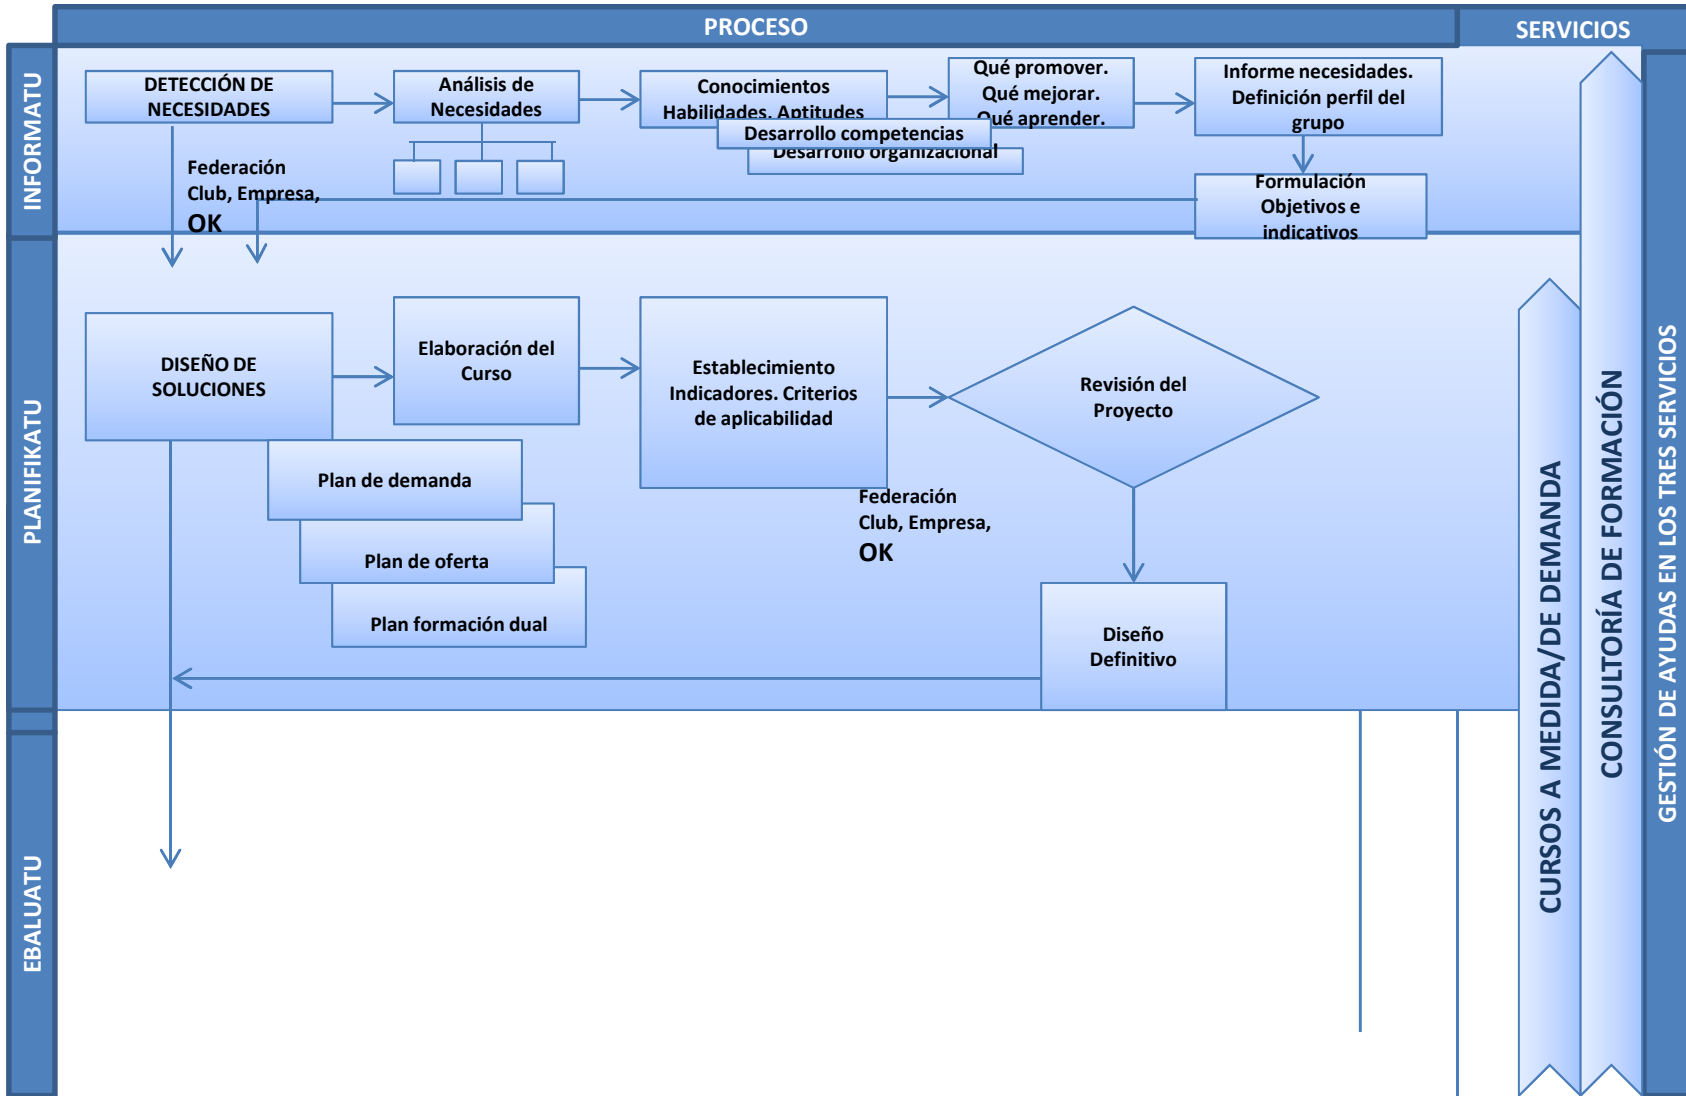 PROCESO
SERVICIOS
INFORMATU
DETECCIÓN DE
NECESIDADES
Análisis de
Necesidades
Conocimientos
Habilidades. Aptitudes
Desarrollo competencias
Desarrollo organizacional
Qué promover.
Qué mejorar.
Qué aprender.
Informe necesidades.
Definición perfil del
grupo
Federación
Club, Empresa,
OK
Formulación
Objetivos e
indicativos
PLANIFIKATU
DISEÑO DE
SOLUCIONES
Elaboración del
Curso
Establecimiento
Indicadores. Criterios
de aplicabilidad
Revisión del
Proyecto
Plan de demanda
Plan de oferta
Plan formación dual
Federación
Club, Empresa,
OK
Diseño
Definitivo
EBALUATU
CURSOS A MEDIDA/DE DEMANDA
CONSULTORÍA DE FORMACIÓN
GESTIÓN DE AYUDAS EN LOS TRES SERVICIOS